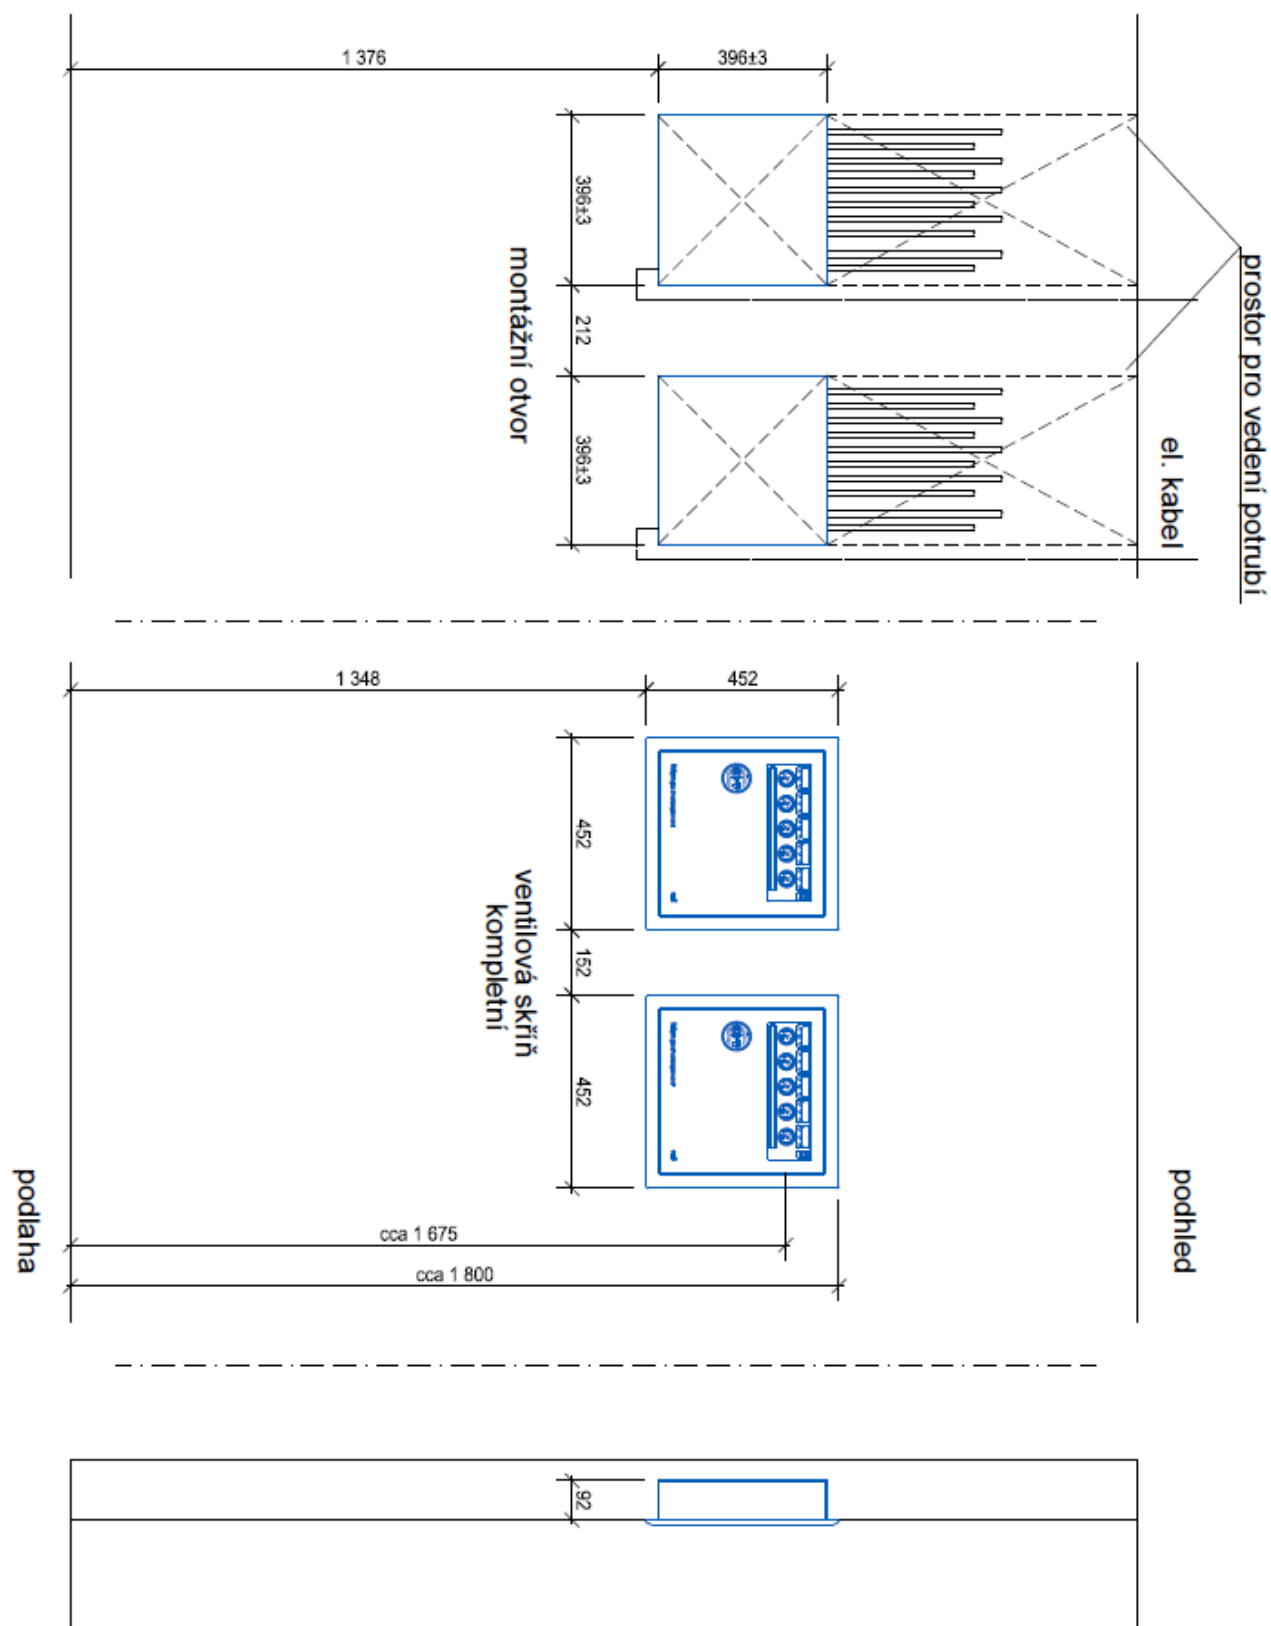 1 376
396±3
396±3
212
396±3
montážní otvor
prostor pro vedení potrubí
el. kabel
1 348
452
452
152
452
ventilová skříň
kompletní
cca 1 675
cca 1 800
podlaha
podhled
92